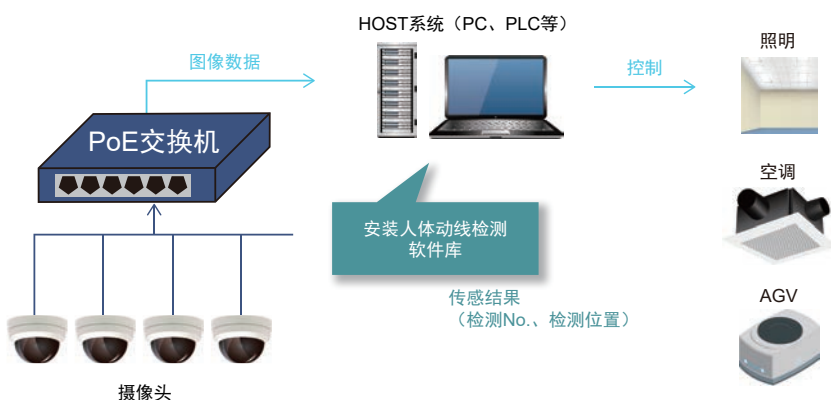 HOST系统（PC、PLC等）
图像数据
控制
照明
PoE交换机
空调
安装人体动线检测
软件库
传感结果
（检测No.、检测位置）
AGV
摄像头